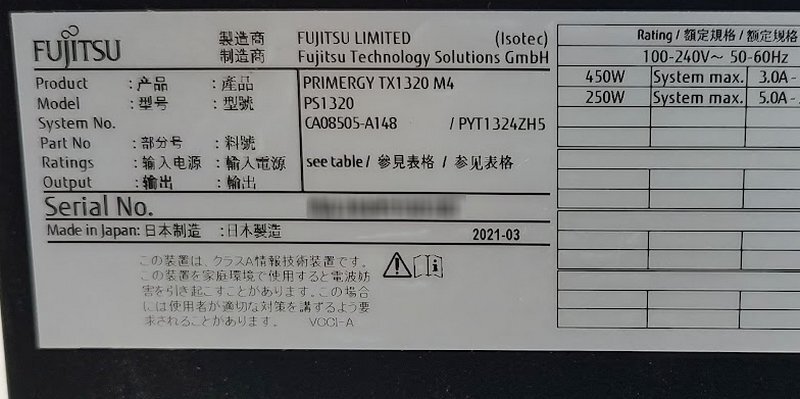 FUJITSU
製造商 FUJITSU LIMITED (Isotec)
制造商 Fujitsu Technology Solutions GmbH
Product : 产品 : 產品 PRIMERGY TX1320 M4
Model : 型号 : 型號 PS1320
System No. CA08505-A148 / PYT1324ZH5
Part No : 部分号 : 料號
Ratings : 输入电源 : 輸入電源 see table / 參見表格 / 参见表格
Output : 输出 : 輸出
Serial No.
Made in Japan: 日本制造 : 日木製造 2021-03
この装置は、クラスA情報技術装置です。
この装置を家庭環境で使用すると電波妨
害を引き起こすことがあります。この場合
には使用者が適切な対策を講ずるよう要
求されることがあります。 VCCI-A
Rating / 額定規格 / 额定规格
100-240V～ 50-60Hz
450W System max. 3.0A -
250W System max. 5.0A -